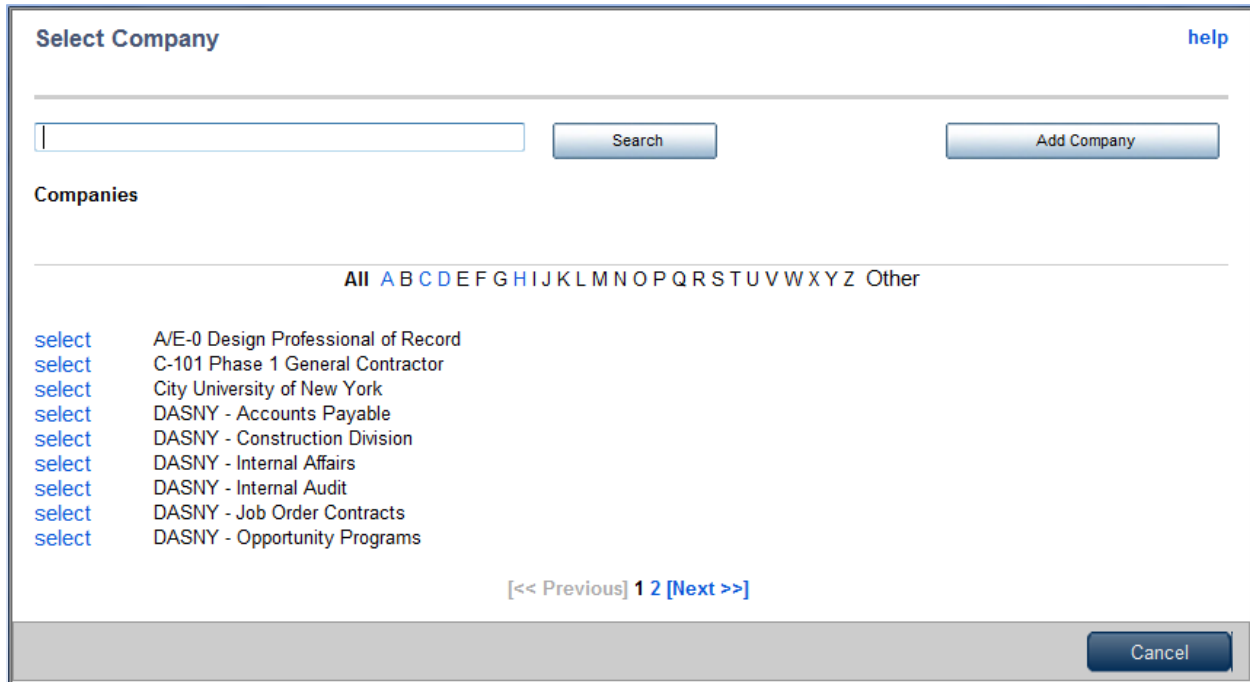 Select Company help
Search Add Company
Companies
All A B C D E F G H I J K L M N O P Q R S T U V W X Y Z Other
select A/E-0 Design Professional of Record
select C-101 Phase 1 General Contractor
select City University of New York
select DASNY - Accounts Payable
select DASNY - Construction Division
select DASNY - Internal Affairs
select DASNY - Internal Audit
select DASNY - Job Order Contracts
select DASNY - Opportunity Programs
[<< Previous] 1 2 [Next >>]
Cancel